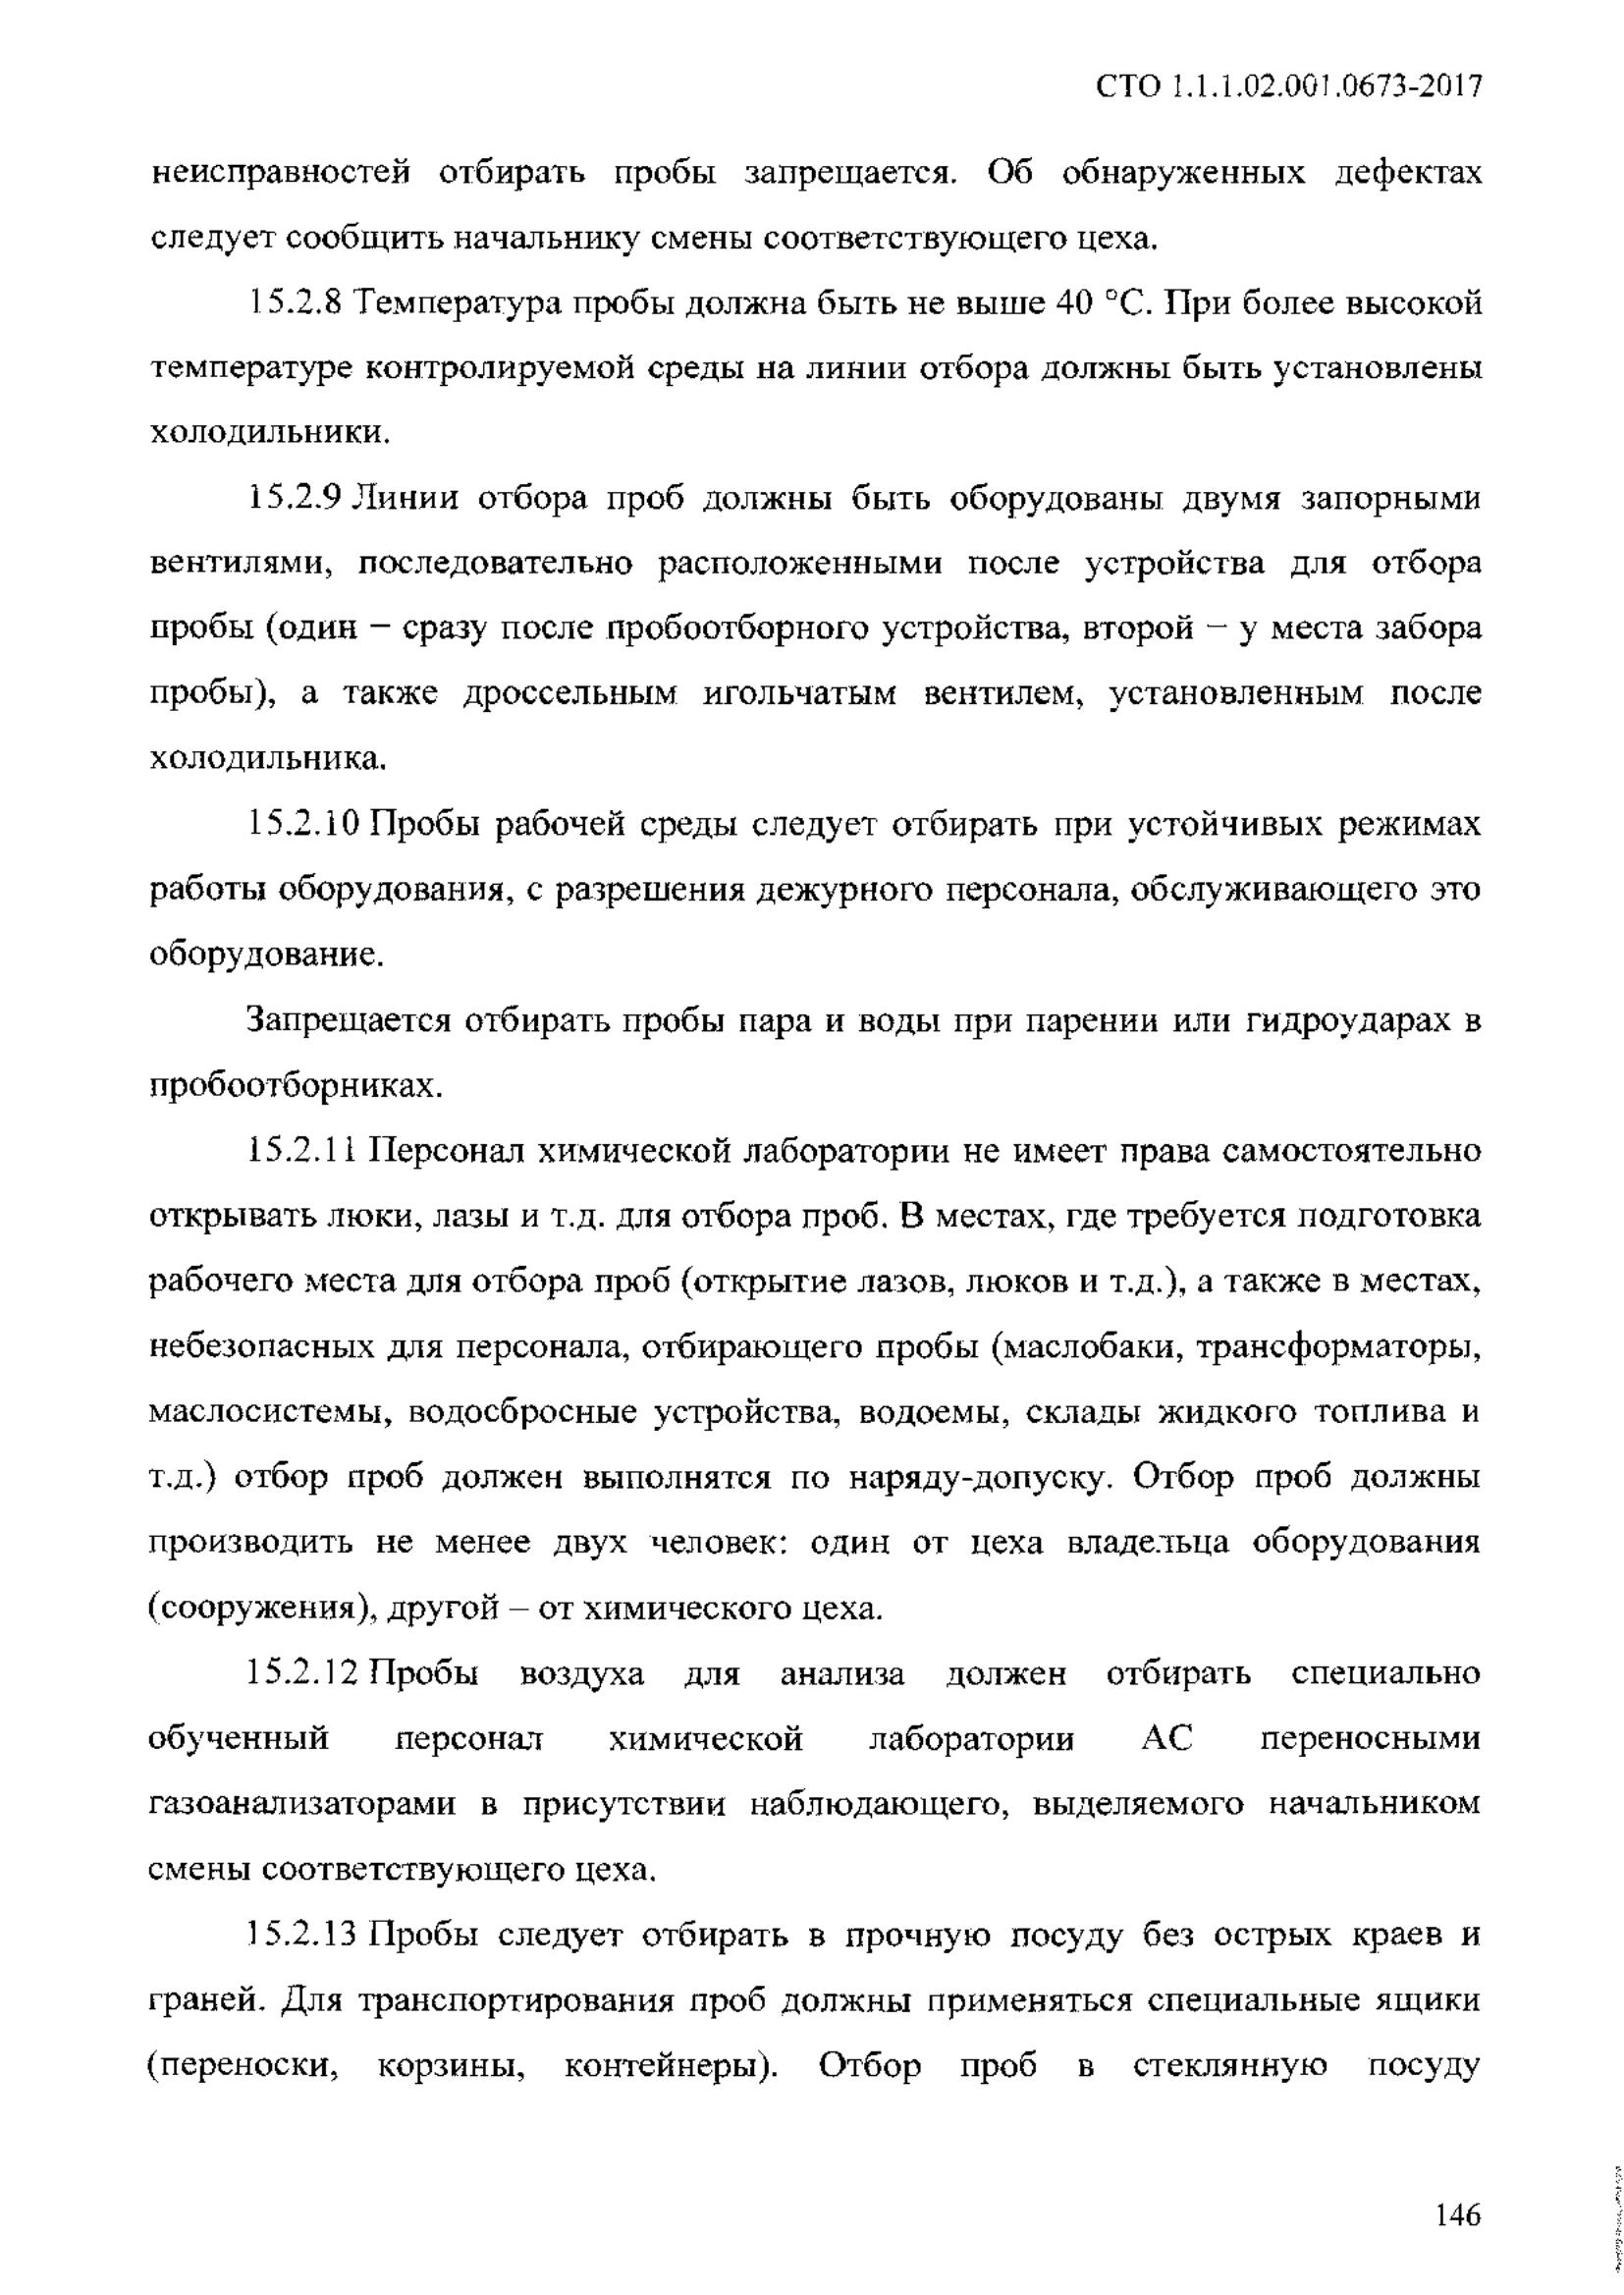 СТО 1.1.1.02.001.0673-2017
неисправностей отбирать пробы запрещается. Об обнаруженных дефектах
следует сообщить начальнику смены соответствующего цеха.
15.2.8 Температура пробы должна быть не выше 40 °С. При более высокой
температуре контролируемой среды на линии отбора должны быть установлены
холодильники.
15.2.9 Линии отбора проб должны быть оборудованы двумя запорными
вентилями, последовательно расположенными после устройства для отбора
пробы (один – сразу после пробоотборного устройства, второй – у места забора
пробы), а также дроссельным игольчатым вентилем, установленным после
холодильника.
15.2.10 Пробы рабочей среды следует отбирать при устойчивых режимах
работы оборудования, с разрешения дежурного персонала, обслуживающего это
оборудование.
Запрещается отбирать пробы пара и воды при парении или гидроударах в
пробоотборниках.
15.2.11 Персонал химической лаборатории не имеет права самостоятельно
открывать люки, лазы и т.д. для отбора проб. В местах, где требуется подготовка
рабочего места для отбора проб (открытие лазов, люков и т.д.), а также в местах,
небезопасных для персонала, отбирающего пробы (маслобаки, трансформаторы,
маслосистемы, водосбросные устройства, водоемы, склады жидкого топлива и
т.д.) отбор проб должен выполнятся по наряду-допуску. Отбор проб должны
производить не менее двух человек: один от цеха владельца оборудования
(сооружения), другой – от химического цеха.
15.2.12 Пробы воздуха для анализа должен отбирать специально
обученный персонал химической лаборатории АС переносными
газоанализаторами в присутствии наблюдающего, выделяемого начальником
смены соответствующего цеха.
15.2.13 Пробы следует отбирать в прочную посуду без острых краев и
граней. Для транспортирования проб должны применяться специальные ящики
(переноски, корзины, контейнеры). Отбор проб в стеклянную посуду
146